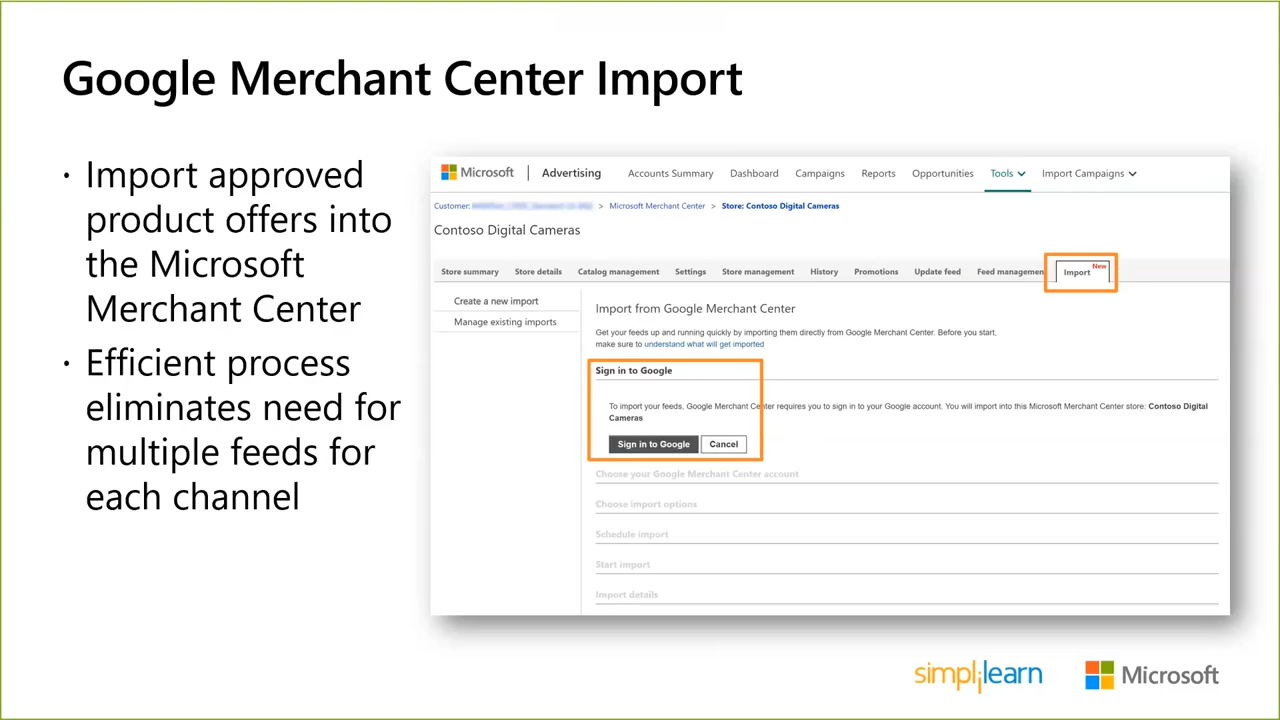 Google Merchant Center Import
· Import approved
product offers into
the Microsoft
Merchant Center
· Efficient process
eliminates need for
multiple feeds for
each channel
Microsoft | Advertising Accounts Summary Dashboard Campaigns Reports Opportunities Tools Import Campaigns
Customer: > Microsoft Merchant Center > Store: Contoso Digital Cameras
Contoso Digital Cameras
Store summary Store details Catalog management Settings Store management History Promotions Update feed Feed managemen Import New
Create a new import
Manage existing imports
Import from Google Merchant Center
Get your feeds up and running quickly by importing them directly from Google Merchant Center. Before you start,
make sure to understand what will get imported
Sign in to Google
To import your feeds, Google Merchant Center requires you to sign in to your Google account. You will import into this Microsoft Merchant Center store: Contoso Digital
Cameras
Sign in to Google Cancel
Choose your Google Merchant Center account
Choose import options
Schedule import
Start import
Import details
simplilearn Microsoft